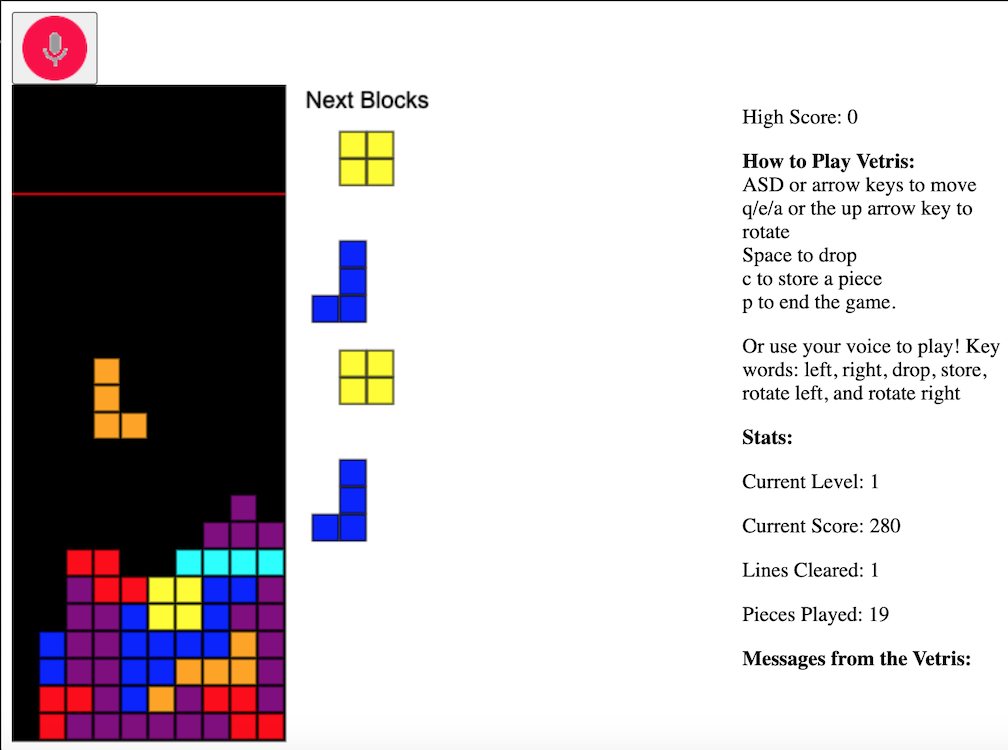 Next Blocks
High Score: 0
How to Play Vetris:
ASD or arrow keys to move
q/e/a or the up arrow key to
rotate
Space to drop
c to store a piece
p to end the game.
Or use your voice to play! Key
words: left, right, drop, store,
rotate left, and rotate right
Stats:
Current Level: 1
Current Score: 280
Lines Cleared: 1
Pieces Played: 19
Messages from the Vetris: